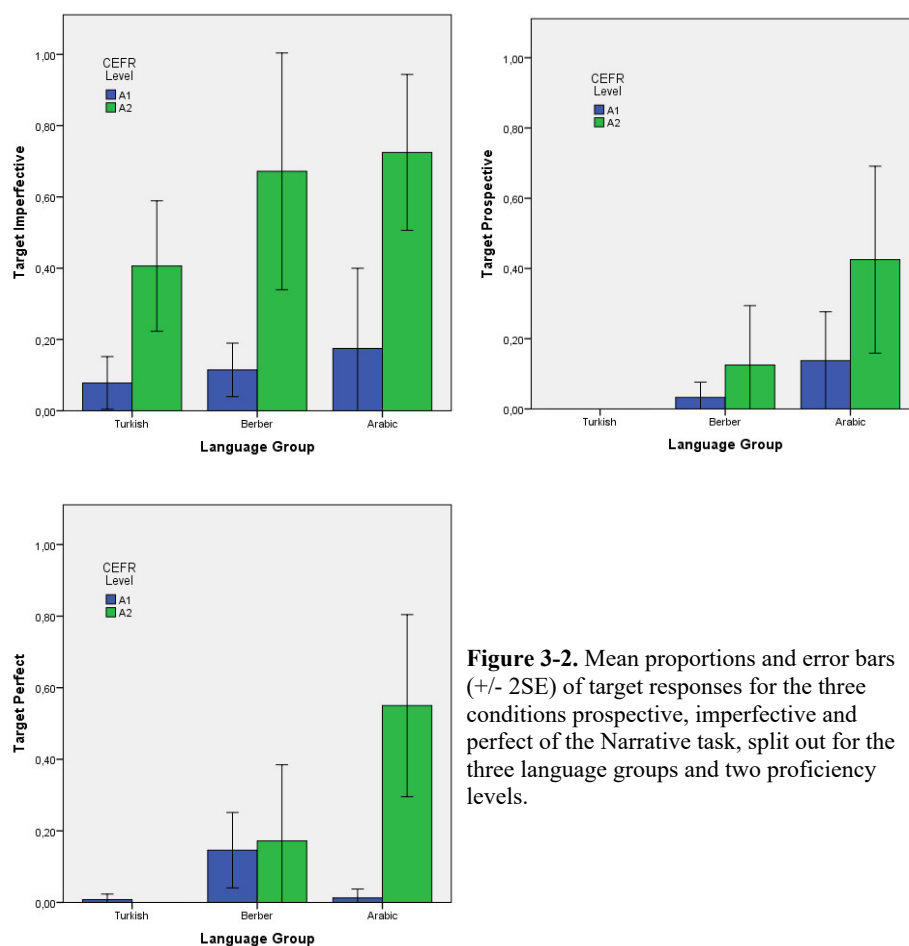 CEFR
Level
A1
A2
Target Imperfective
1,00
0,80
0,60
0,40
0,20
0,00
Turkish
Berber
Arabic
Language Group
CEFR
Level
A1
A2
Target Prospective
1,00
0,80
0,60
0,40
0,20
0,00
Turkish
Berber
Arabic
Language Group
CEFR
Level
A1
A2
Target Perfect
1,00
0,80
0,60
0,40
0,20
0,00
Turkish
Berber
Arabic
Language Group
Figure 3-2. Mean proportions and error bars
(+/- 2SE) of target responses for the three
conditions prospective, imperfective and
perfect of the Narrative task, split out for the
three language groups and two proficiency
levels.